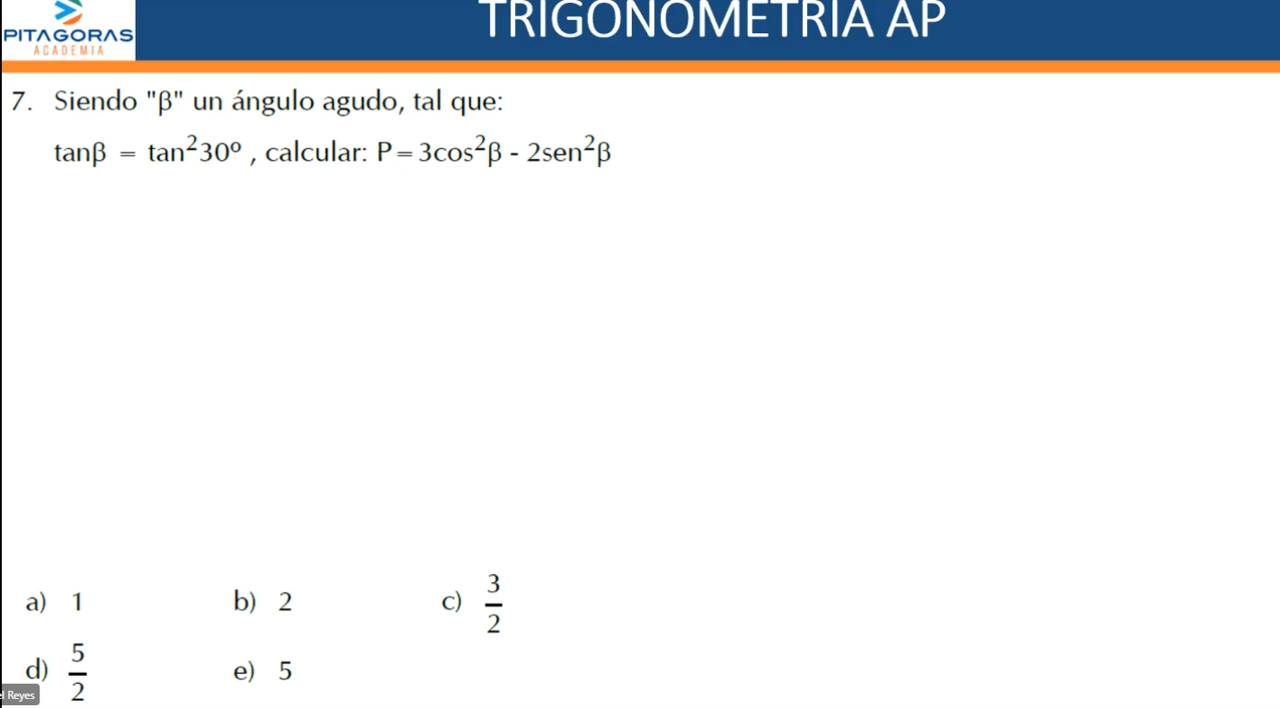 PITAGORAS
ACADEMIA
TRIGONOMETRIA AP
7. Siendo "β" un ángulo agudo, tal que:
tanβ = tan²30º , calcular: P=3cos²β - 2sen²β
a) 1 b) 2 c) 3/2
d) 5/2 e) 5
Reyes